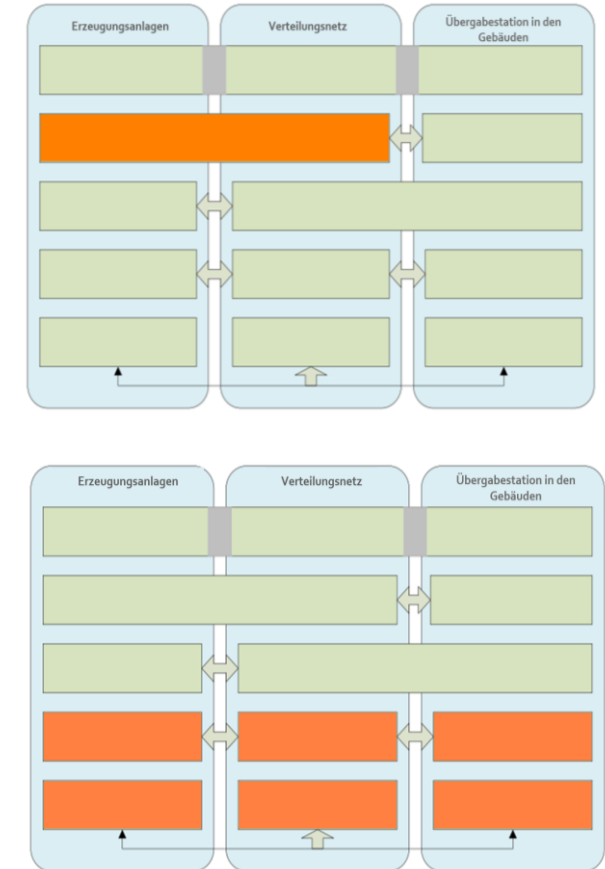 Erzeugungsanlagen
Verteilungsnetz
Übergabestation in den
Gebäuden
Erzeugungsanlagen
Verteilungsnetz
Übergabestation in den
Gebäuden